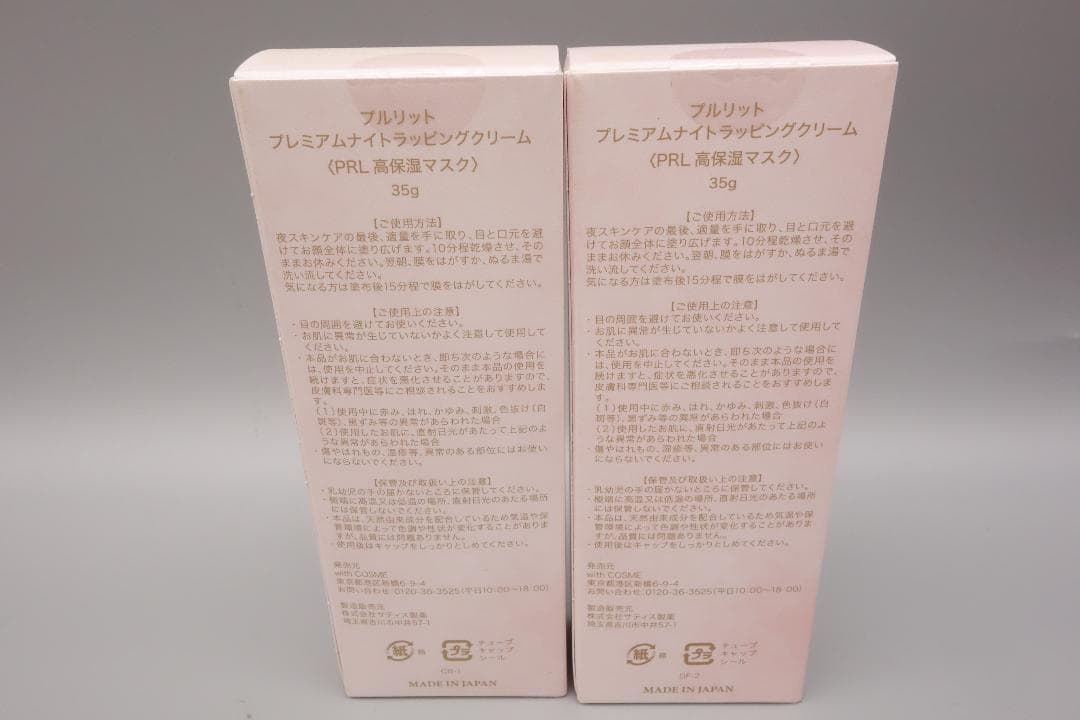 プルリット
プレミアムナイトラッピングクリーム
〈PRL 高保湿マスク〉
35g
【ご使用方法】
夜スキンケアの最後、適量を手に取り、目と口元を避
けてお顔全体に塗り広げます。10分程乾燥させ、その
ままお休みください。翌朝、膜をはがすか、ぬるま湯で
洗い流してください。
気になる方は塗布後15分程で膜をはがしてください。
【ご使用上の注意】
・目の周囲を避けてお使いください。
・お肌に異常が生じていないかよく注意して使用して
ください。
・本品がお肌に合わないとき、即ち次のような場合に
は、使用を中止してください。そのまま本品の使用を
続けますと、症状を悪化させることがありますので、
皮膚科専門医等にご相談されることをおすすめしま
す。
(1)使用中に赤み、はれ、かゆみ、刺激、色抜け(白
斑等)、黒ずみ等の異常があらわれた場合
(2)使用したお肌に、直射日光があたって上記のよ
うな異常があらわれた場合
・傷やはれもの、湿疹等、異常のある部位にはお使い
にならないでください。
【保管及び取扱い上の注意】
・乳幼児の手の届かないところに保管してください。
・極端に高温又は低温の場所、直射日光のあたる場所
には保管しないでください。
・本品は、天然由来成分を配合しているため気温や保
管環境によって色調や性状が変化することがありま
すが、品質には問題ありません。
・使用後はキャップをしっかりとしめてください。
発売元
with COSME
東京都港区新橋6-9-4
お問い合わせ:0120-36-3525(平日10:00〜18:00)
製造販売元
株式会社サティス製薬
埼玉県吉川市中井57-1
紙 箱
プラ チューブ
キャップ
シール
MADE IN JAPAN
プルリット
プレミアムナイトラッピングクリーム
〈PRL 高保湿マスク〉
35g
【ご使用方法】
夜スキンケアの最後、適量を手に取り、目と口元を避
けてお顔全体に塗り広げます。10分程乾燥させ、その
ままお休みください。翌朝、膜をはがすか、ぬるま湯で
洗い流してください。
気になる方は塗布後15分程で膜をはがしてください。
【ご使用上の注意】
・目の周囲を避けてお使いください。
・お肌に異常が生じていないかよく注意して使用して
ください。
・本品がお肌に合わないとき、即ち次のような場合に
は、使用を中止してください。そのまま本品の使用を
続けますと、症状を悪化させることがありますので、
皮膚科専門医等にご相談されることをおすすめしま
す。
(1)使用中に赤み、はれ、かゆみ、刺激、色抜け(白
斑等)、黒ずみ等の異常があらわれた場合
(2)使用したお肌に、直射日光があたって上記のよ
うな異常があらわれた場合
・傷やはれもの、湿疹等、異常のある部位にはお使い
にならないでください。
【保管及び取扱い上の注意】
・乳幼児の手の届かないところに保管してください。
・極端に高温又は低温の場所、直射日光のあたる場所
には保管しないでください。
・本品は、天然由来成分を配合しているため気温や保
管環境によって色調や性状が変化することがありま
すが、品質には問題ありません。
・使用後はキャップをしっかりとしめてください。
発売元
with COSME
東京都港区新橋6-9-4
お問い合わせ:0120-36-3525(平日10:00〜18:00)
製造販売元
株式会社サティス製薬
埼玉県吉川市中井57-1
紙 箱
プラ チューブ
キャップ
シール
DF-2
MADE IN JAPAN